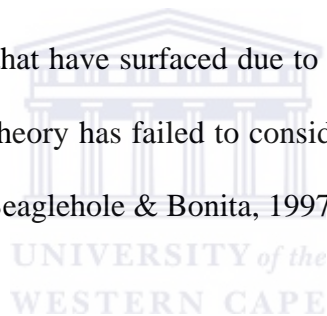 hat have surfaced due to
heory has failed to consid
eaglehole & Bonita, 1997
UNIVERSITY of the
WESTERN CAPE